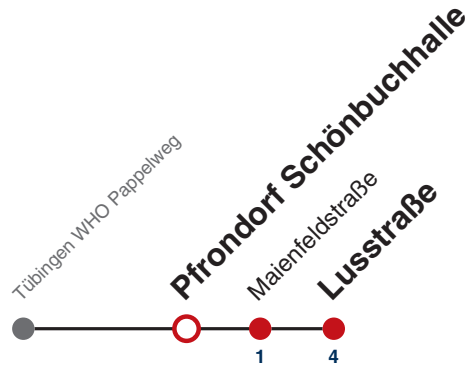 Tübingen WHO Pappelweg
Pfrondorf Schönbuchhalle
Maienfeldstraße
Lusstraße
1
4